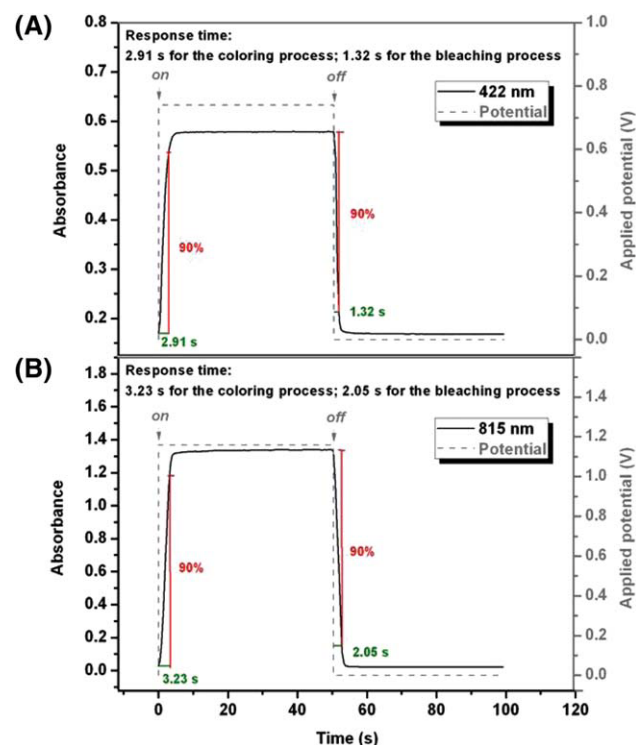 (A)
Response time:
2.91 s for the coloring process; 1.32 s for the bleaching process
on
off
422 nm
Potential
90%
90%
1.32 s
2.91 s
0.8
0.7
0.6
0.5
0.4
0.3
0.2
Absorbance
1.0
0.8
0.6
0.4
0.2
0.0
Applied potential (V)
(B)
Response time:
3.23 s for the coloring process; 2.05 s for the bleaching process
on
off
815 nm
Potential
90%
90%
2.05 s
3.23 s
1.8
1.6
1.4
1.2
1.0
0.8
0.6
0.4
0.2
0.0
Absorbance
1.4
1.2
1.0
0.8
0.6
0.4
0.2
0.0
Applied potential (V)
0 20 40 60 80 100 120
Time (s)